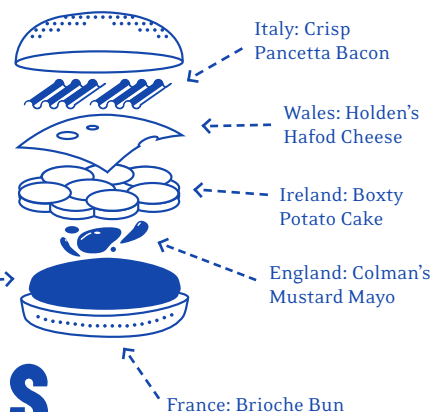 Italy: Crisp
Pancetta Bacon
Wales: Holden’s
Hafod Cheese
Ireland: Boxty
Potato Cake
England: Colman’s
Mustard Mayo
S
France: Brioche Bun